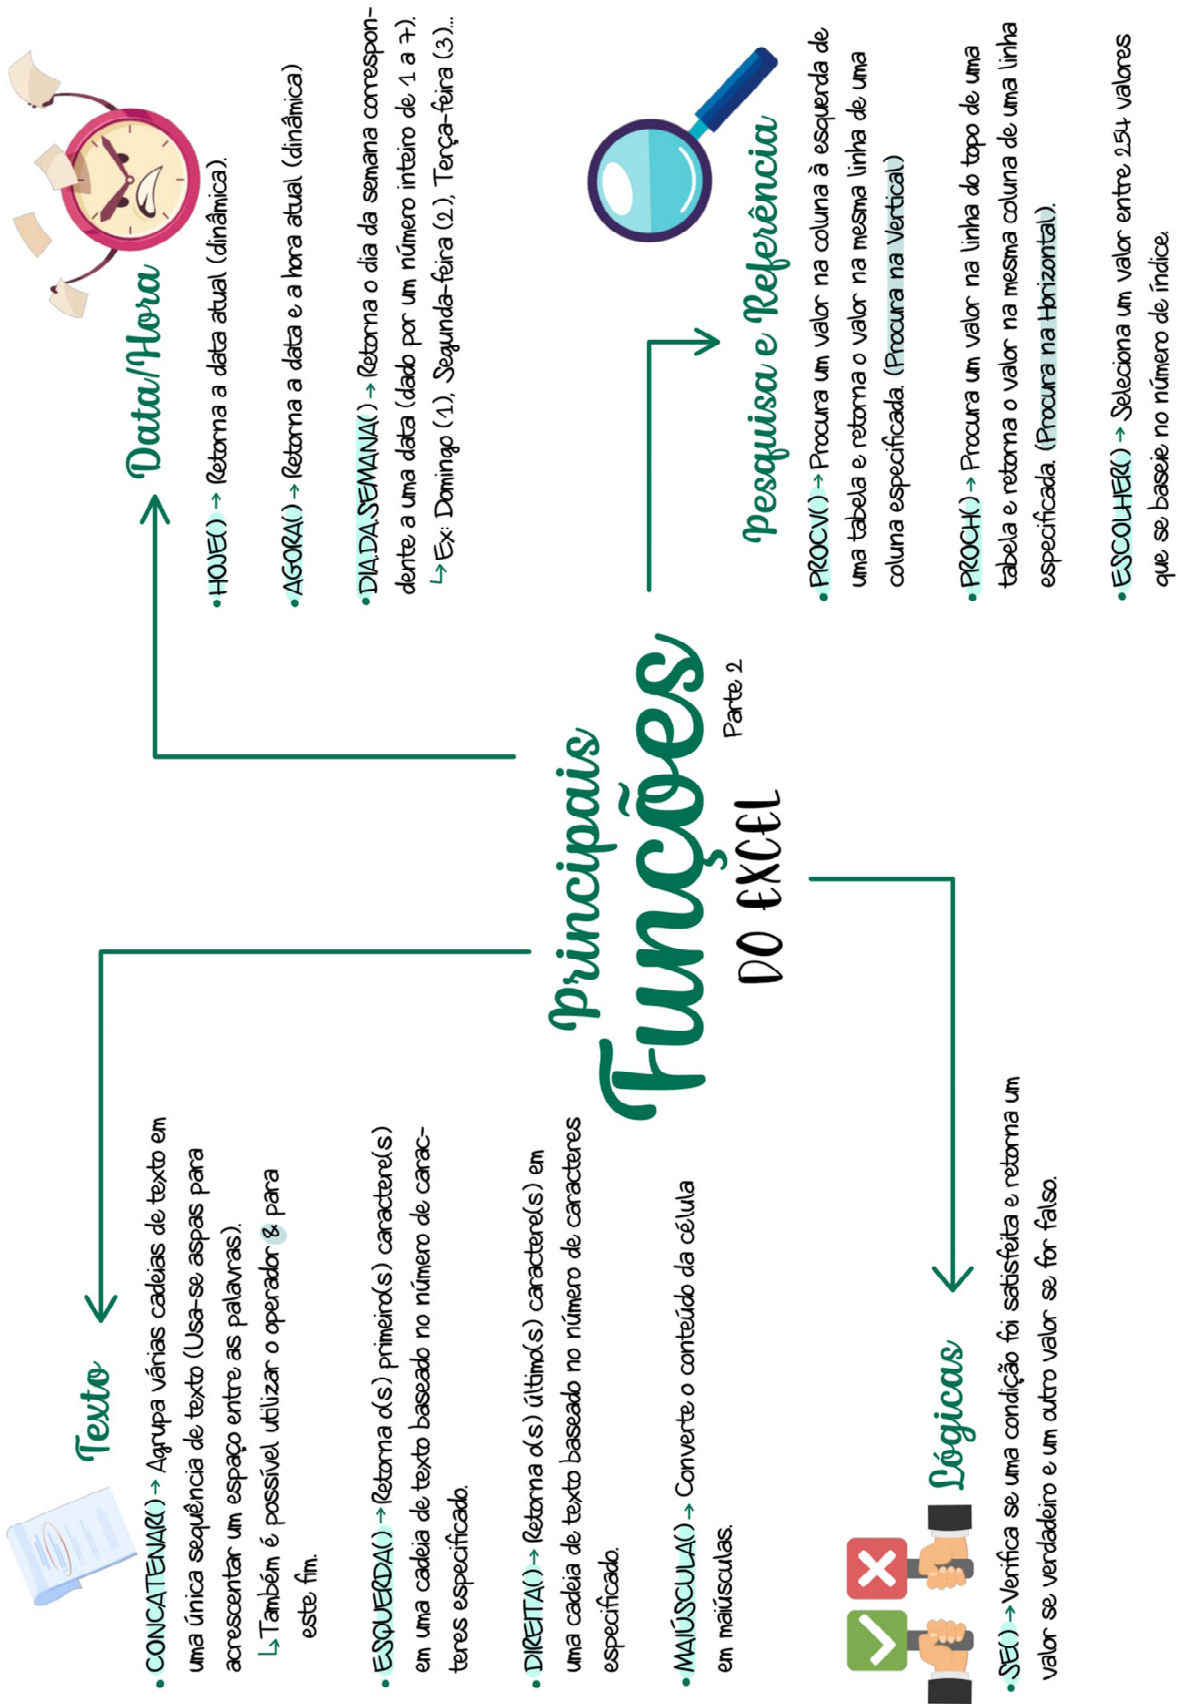 Principais
Funções
DO EXCEL
Parte 2
Texto
• CONCATENAR() → Agrupa várias cadeias de texto em
uma única sequência de texto (Usa-se aspas para
acrescentar um espaço entre as palavras).
↳ Também é possível utilizar o operador & para
este fim.
• ESQUERDA() → Retorna o(s) primeiro(s) caractere(s)
em uma cadeia de texto baseado no número de carac-
teres especificado.
• DIREITA() → Retorna o(s) último(s) caractere(s) em
uma cadeia de texto baseado no número de caracteres
especificado.
• MAIÚSCULA() → Converte o conteúdo da célula
em maiúsculas.
Data/Hora
• HOJE() → Retorna a data atual (dinâmica).
• AGORA() → Retorna a data e a hora atual (dinâmica)
• DIA.DA.SEMANA() → Retorna o dia da semana correspon-
dente a uma data (dado por um número inteiro de 1 a 7).
↳ Ex: Domingo (1), Segunda-feira (2), Terça-feira (3)...
Lógicas
• SE() → Verifica se uma condição foi satisfeita e retorna um
valor se verdadeiro e um outro valor se for falso.
Pesquisa e Referência
• PROCV() → Procura um valor na coluna à esquerda de
uma tabela e retorna o valor na mesma linha de uma
coluna especificada. (Procura na Vertical)
• PROCH() → Procura um valor na linha do topo de uma
tabela e retorna o valor na mesma coluna de uma linha
especificada. (Procura na Horizontal).
• ESCOLHER() → Seleciona um valor entre 254 valores
que se baseie no número de índice.